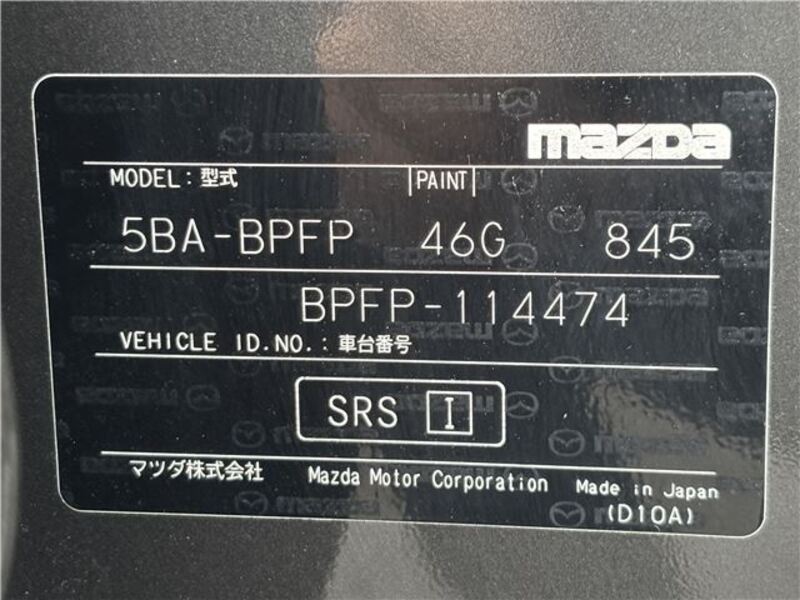 mazda
MODEL：型式 PAINT
5BA-BPFP 46G 845
BPFP-114474
VEHICLE ID.NO.：車台番号
SRS I
マツダ株式会社 Mazda Motor Corporation Made in Japan
(D10A)